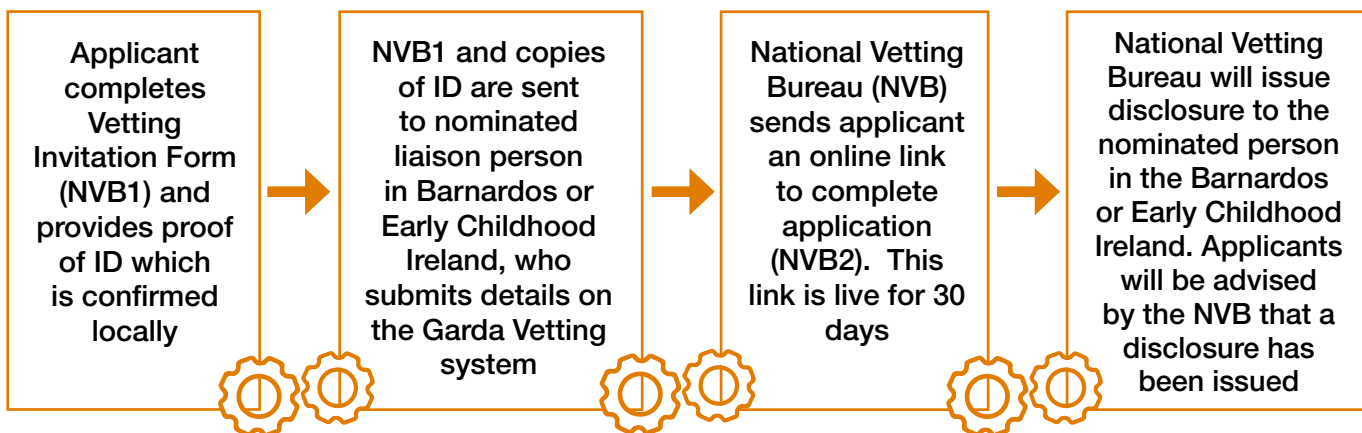 Applicant
completes
Vetting
Invitation Form
(NVB1) and
provides proof
of ID which
is confirmed
locally
NVB1 and copies
of ID are sent
to nominated
liaison person
in Barnardos or
Early Childhood
Ireland, who
submits details on
the Garda Vetting
system
National Vetting
Bureau (NVB)
sends applicant
an online link
to complete
application
(NVB2).  This
link is live for 30
days
National Vetting
Bureau will issue
disclosure to the
nominated person
in the Barnardos
or Early Childhood
Ireland. Applicants
will be advised
by the NVB that a
disclosure has
been issued